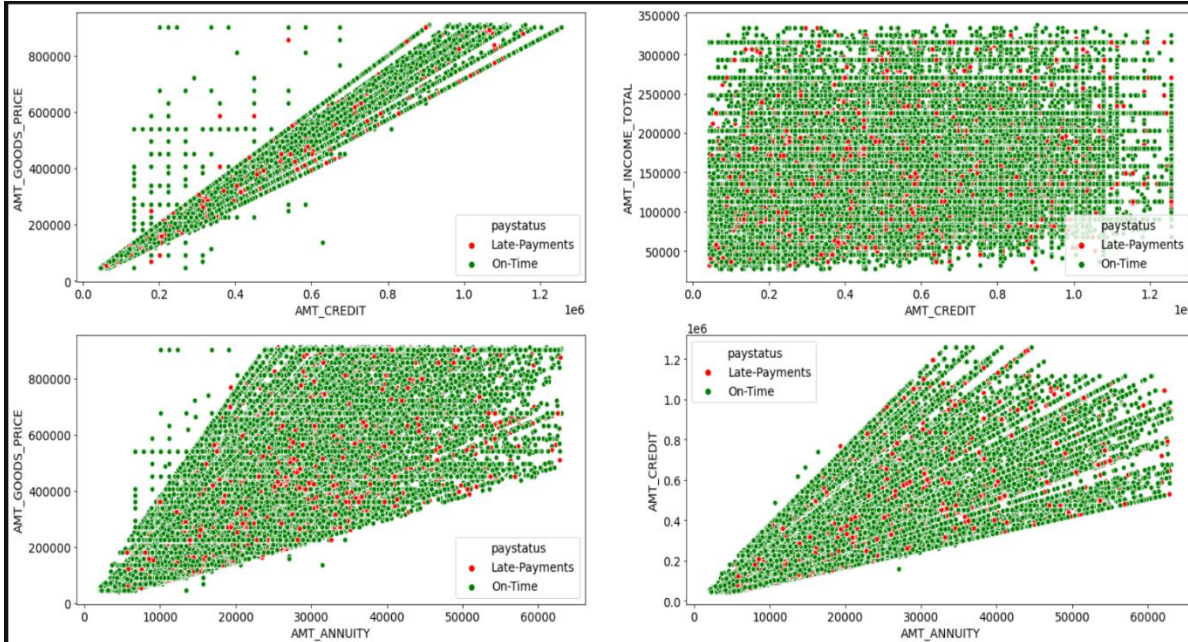 AMT_GOODS_PRICE
800000
600000
400000
200000
0
0.0 0.2 0.4 0.6 0.8 1.0 1.2
1e6
AMT_CREDIT
paystatus
Late-Payments
On-Time
AMT_INCOME_TOTAL
350000
300000
250000
200000
150000
100000
50000
0.0 0.2 0.4 0.6 0.8 1.0 1.2
1e6
AMT_CREDIT
paystatus
Late-Payments
On-Time
AMT_GOODS_PRICE
800000
600000
400000
200000
0
0 10000 20000 30000 40000 50000 60000
AMT_ANNUITY
paystatus
Late-Payments
On-Time
1e6
AMT_CREDIT
1.2
1.0
0.8
0.6
0.4
0.2
0.0
0 10000 20000 30000 40000 50000 60000
AMT_ANNUITY
paystatus
Late-Payments
On-Time